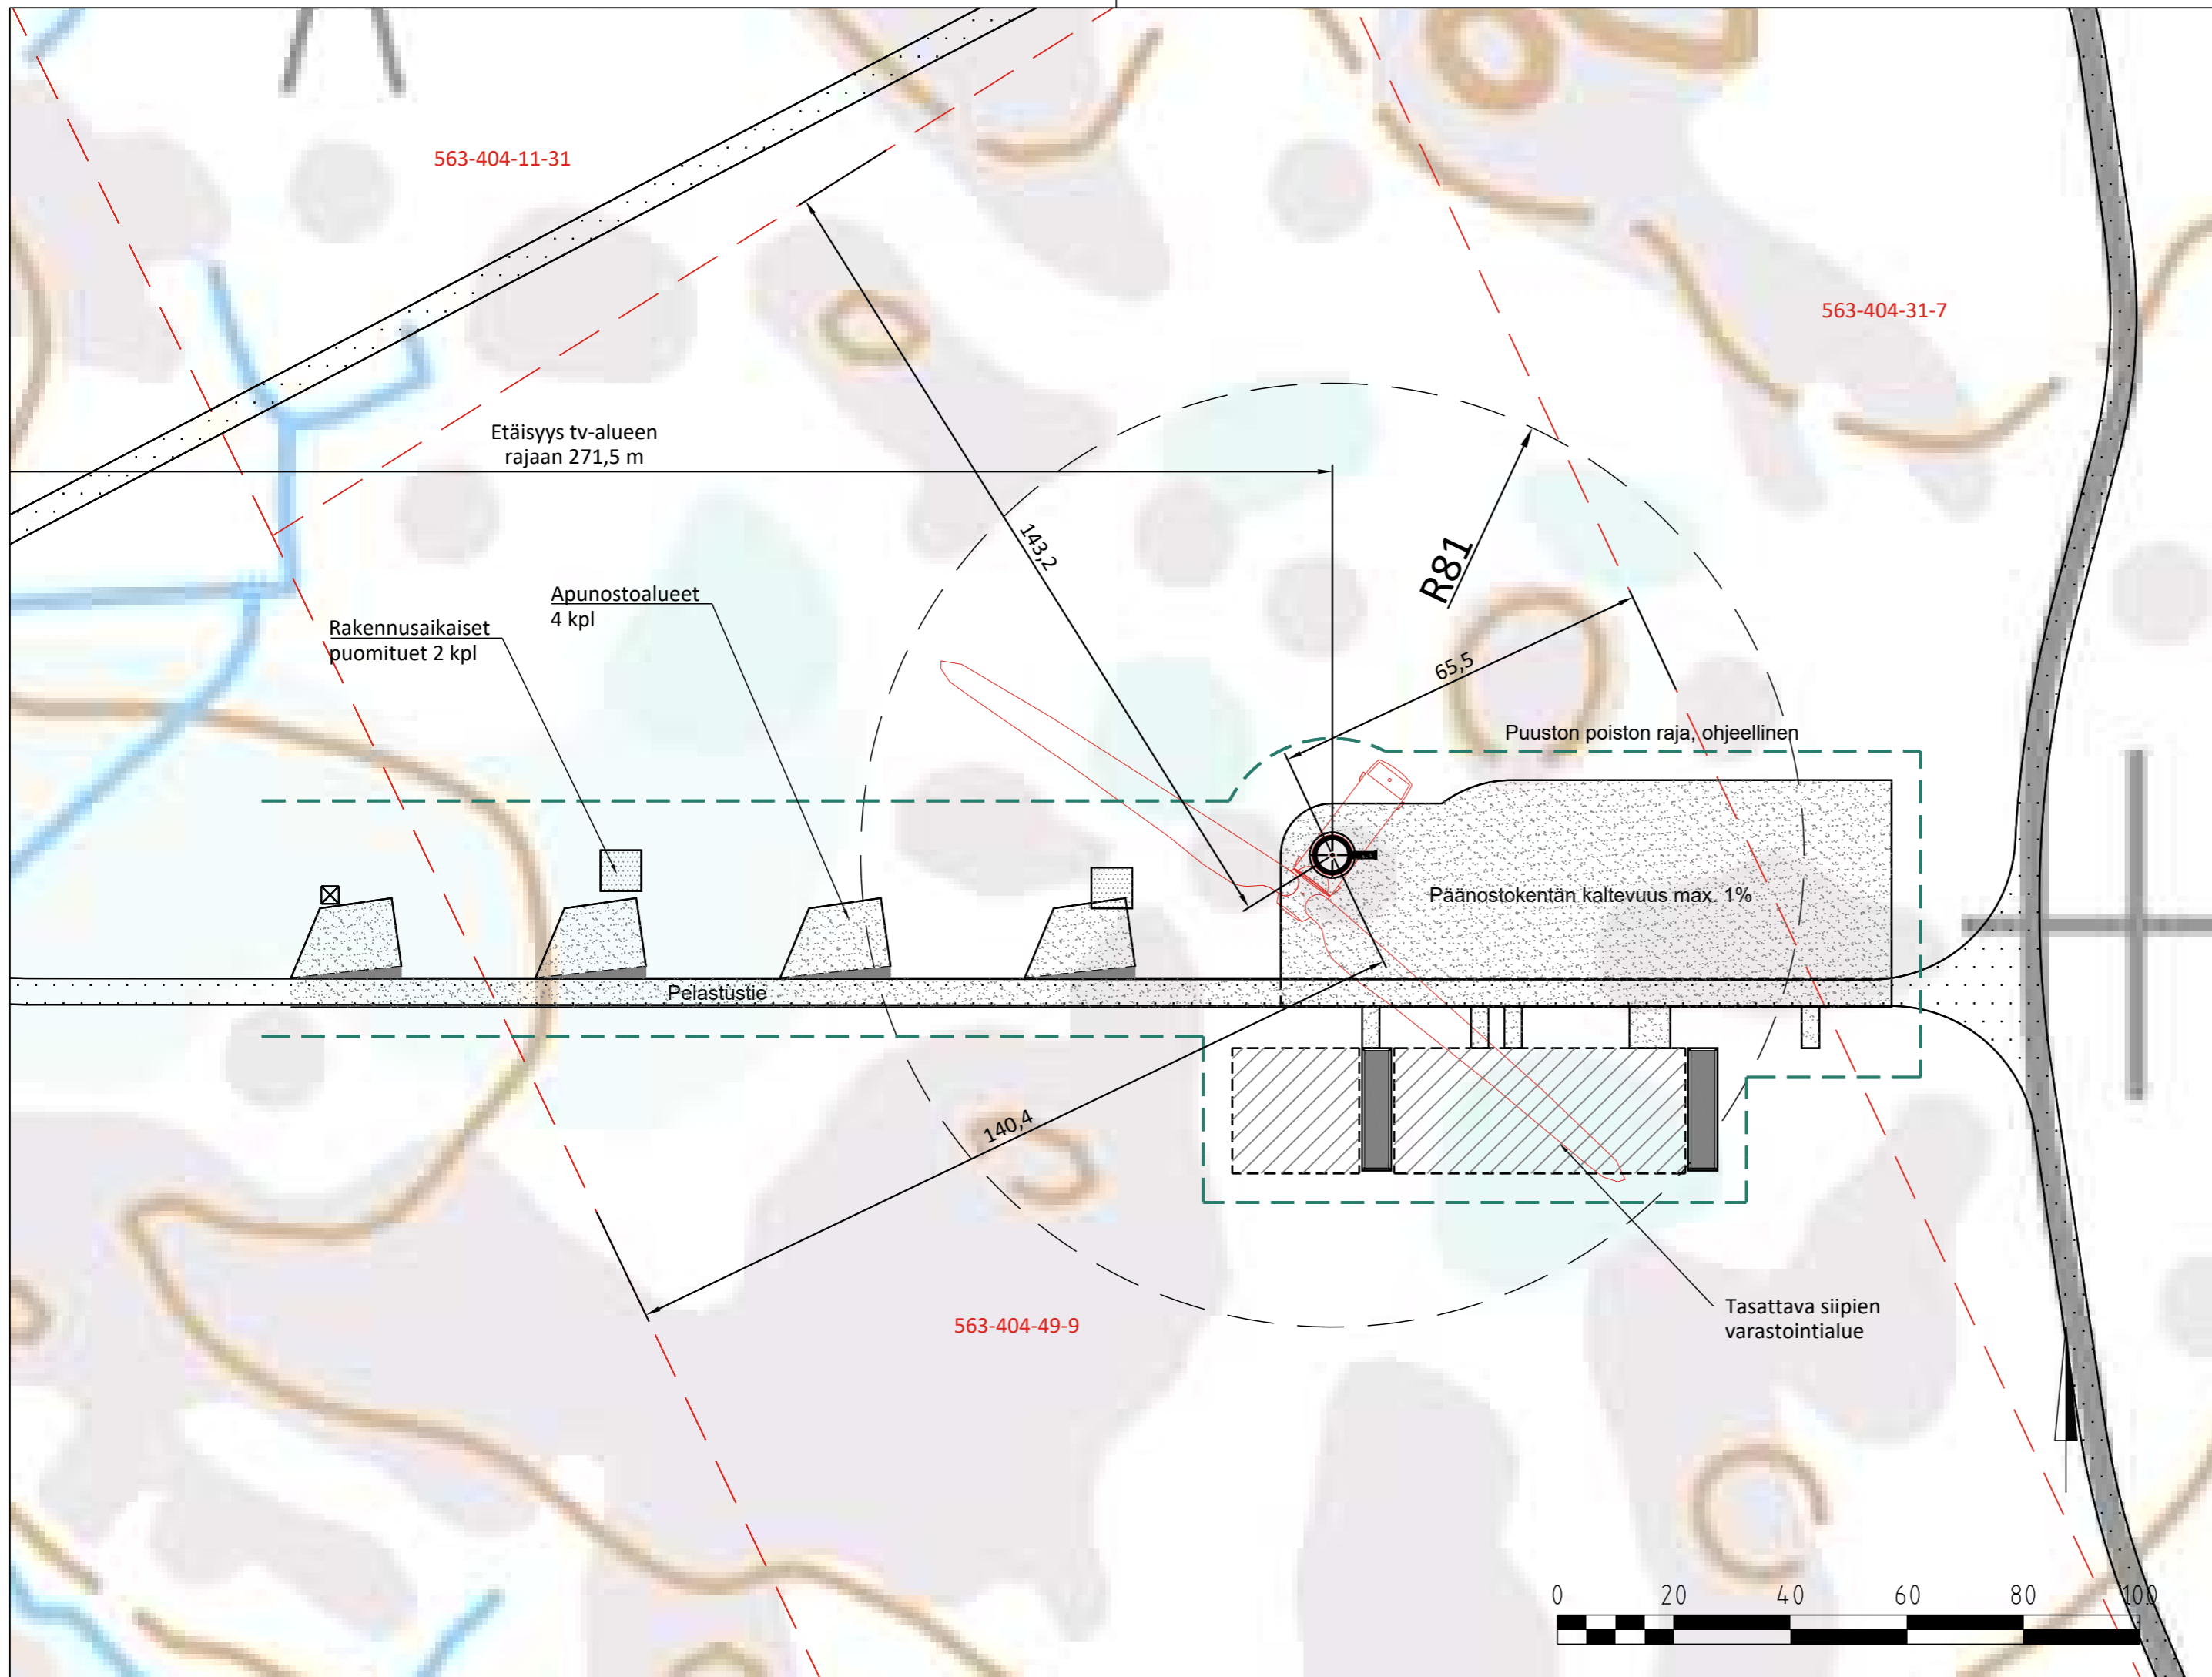 563-404-11-31
563-404-31-7
Etäisyys tv-alueen
rajaan 271,5 m
143,2
R81
Apunostoalueet
4 kpl
Rakennusaikaiset
puomituet 2 kpl
65,5
Puuston poiston raja, ohjeellinen
Päänostokentän kaltevuus max. 1%
Pelastustie
140,4
563-404-49-9
Tasattava siipien
varastointialue
0 20 40 60 80 100